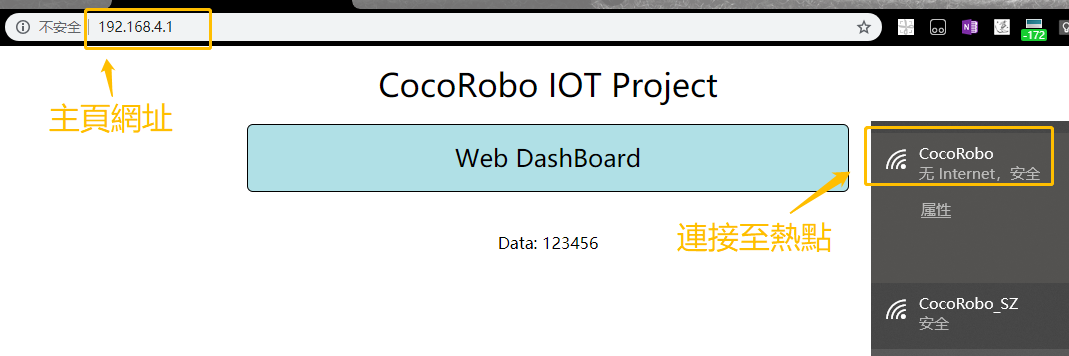 不安全 192.168.4.1
-172
主頁網址
CocoRobo IOT Project
Web DashBoard
Data: 123456
連接至熱點
CocoRobo
无 Internet，安全
属性
CocoRobo_SZ
安全